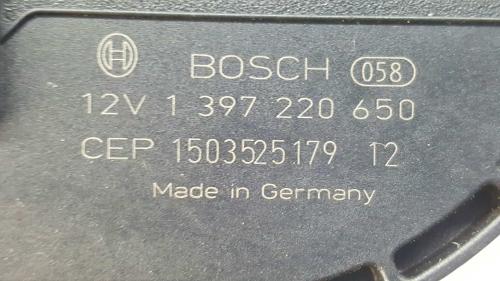 BOSCH 058
12V 1 397 220 650
CEP 1503525179 12
Made in Germany